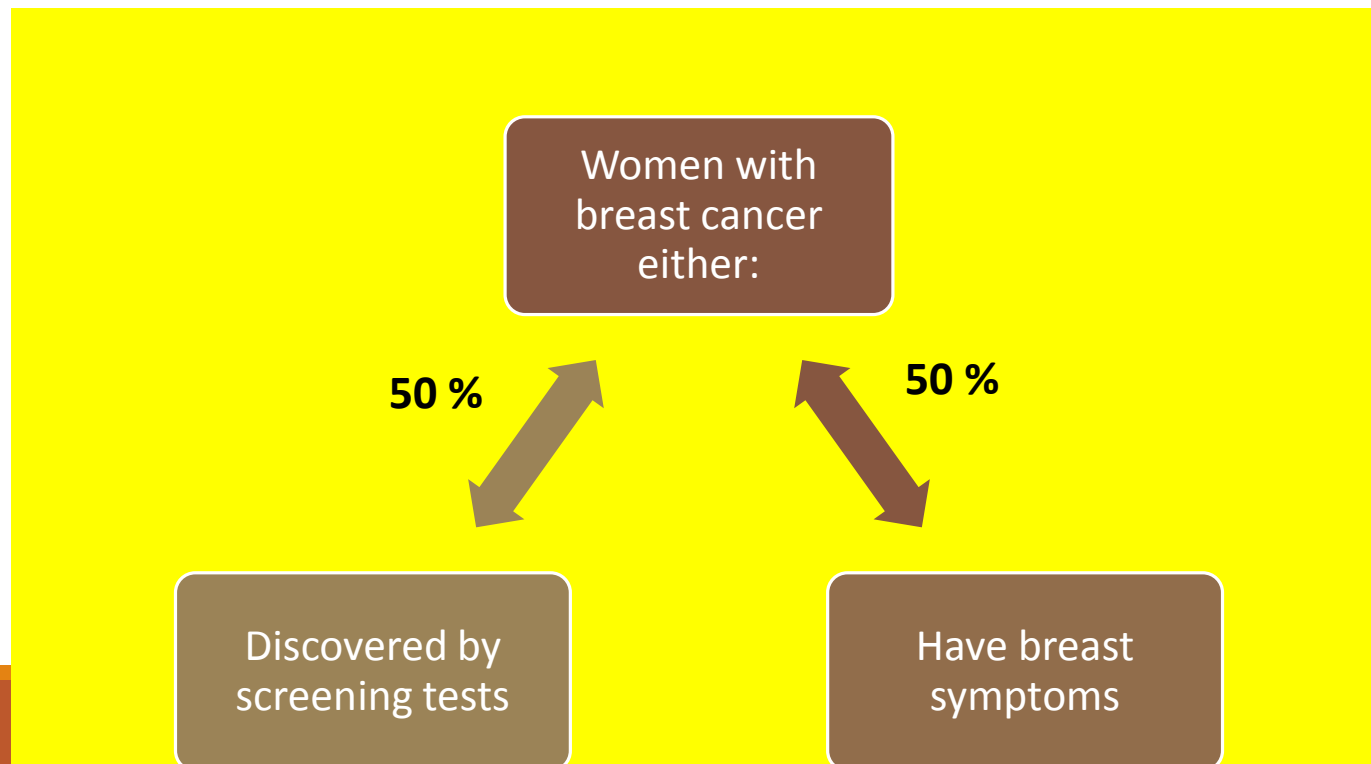 Women with
breast cancer
either:
50 %
50 %
Discovered by
screening tests
Have breast
symptoms